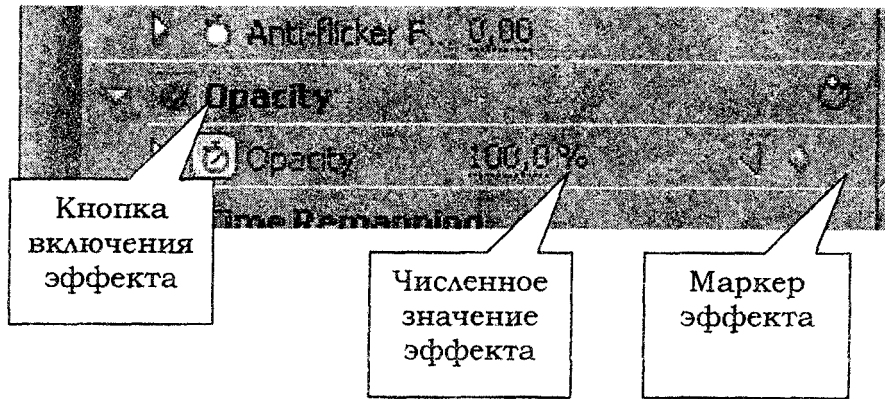 Anti-flicker F... 0,00
Opacity
Opacity 100,0 %
Time Remapping
Кнопка
включения
эффекта
Численное
значение
эффекта
Маркер
эффекта